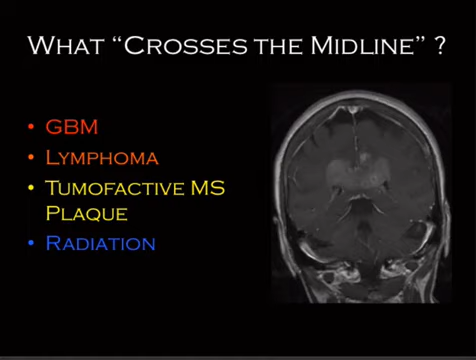 What “Crosses the Midline” ?
• GBM
• Lymphoma
• Tumofactive MS
Plaque
• Radiation